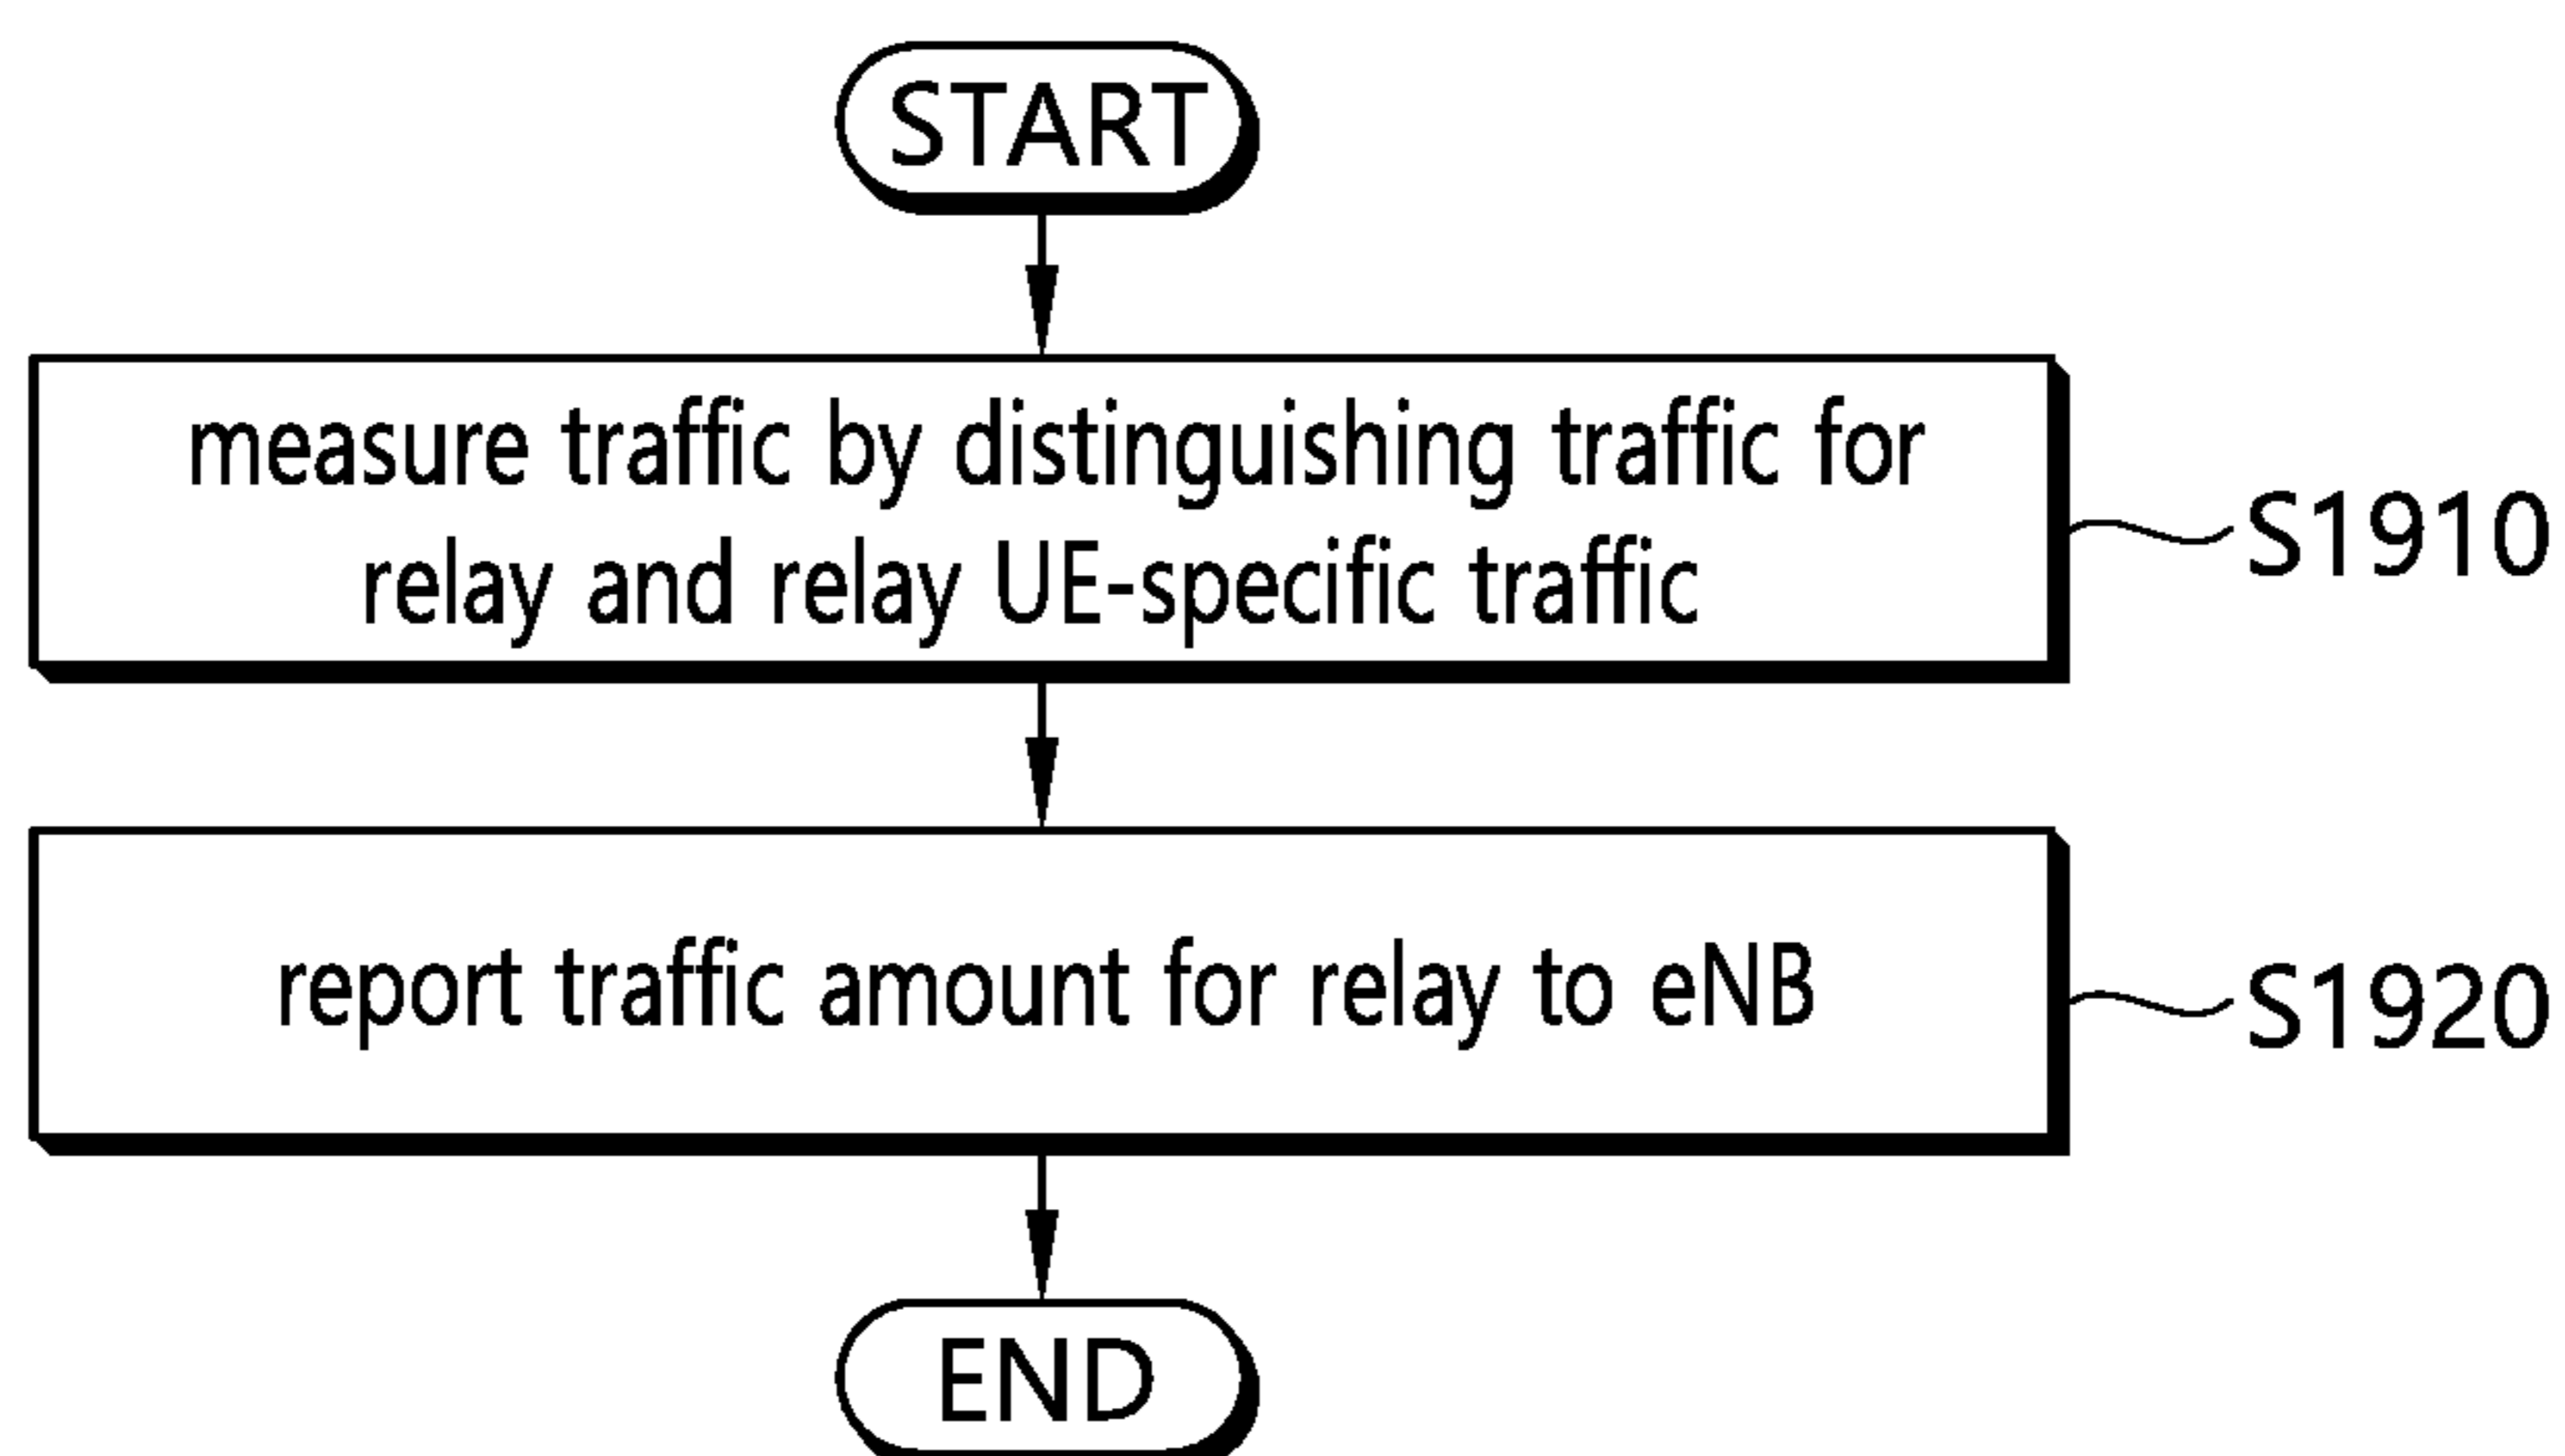 START
measure traffic by distinguishing traffic for
relay and relay UE-specific traffic
S1910
report traffic amount for relay to eNB
S1920
END